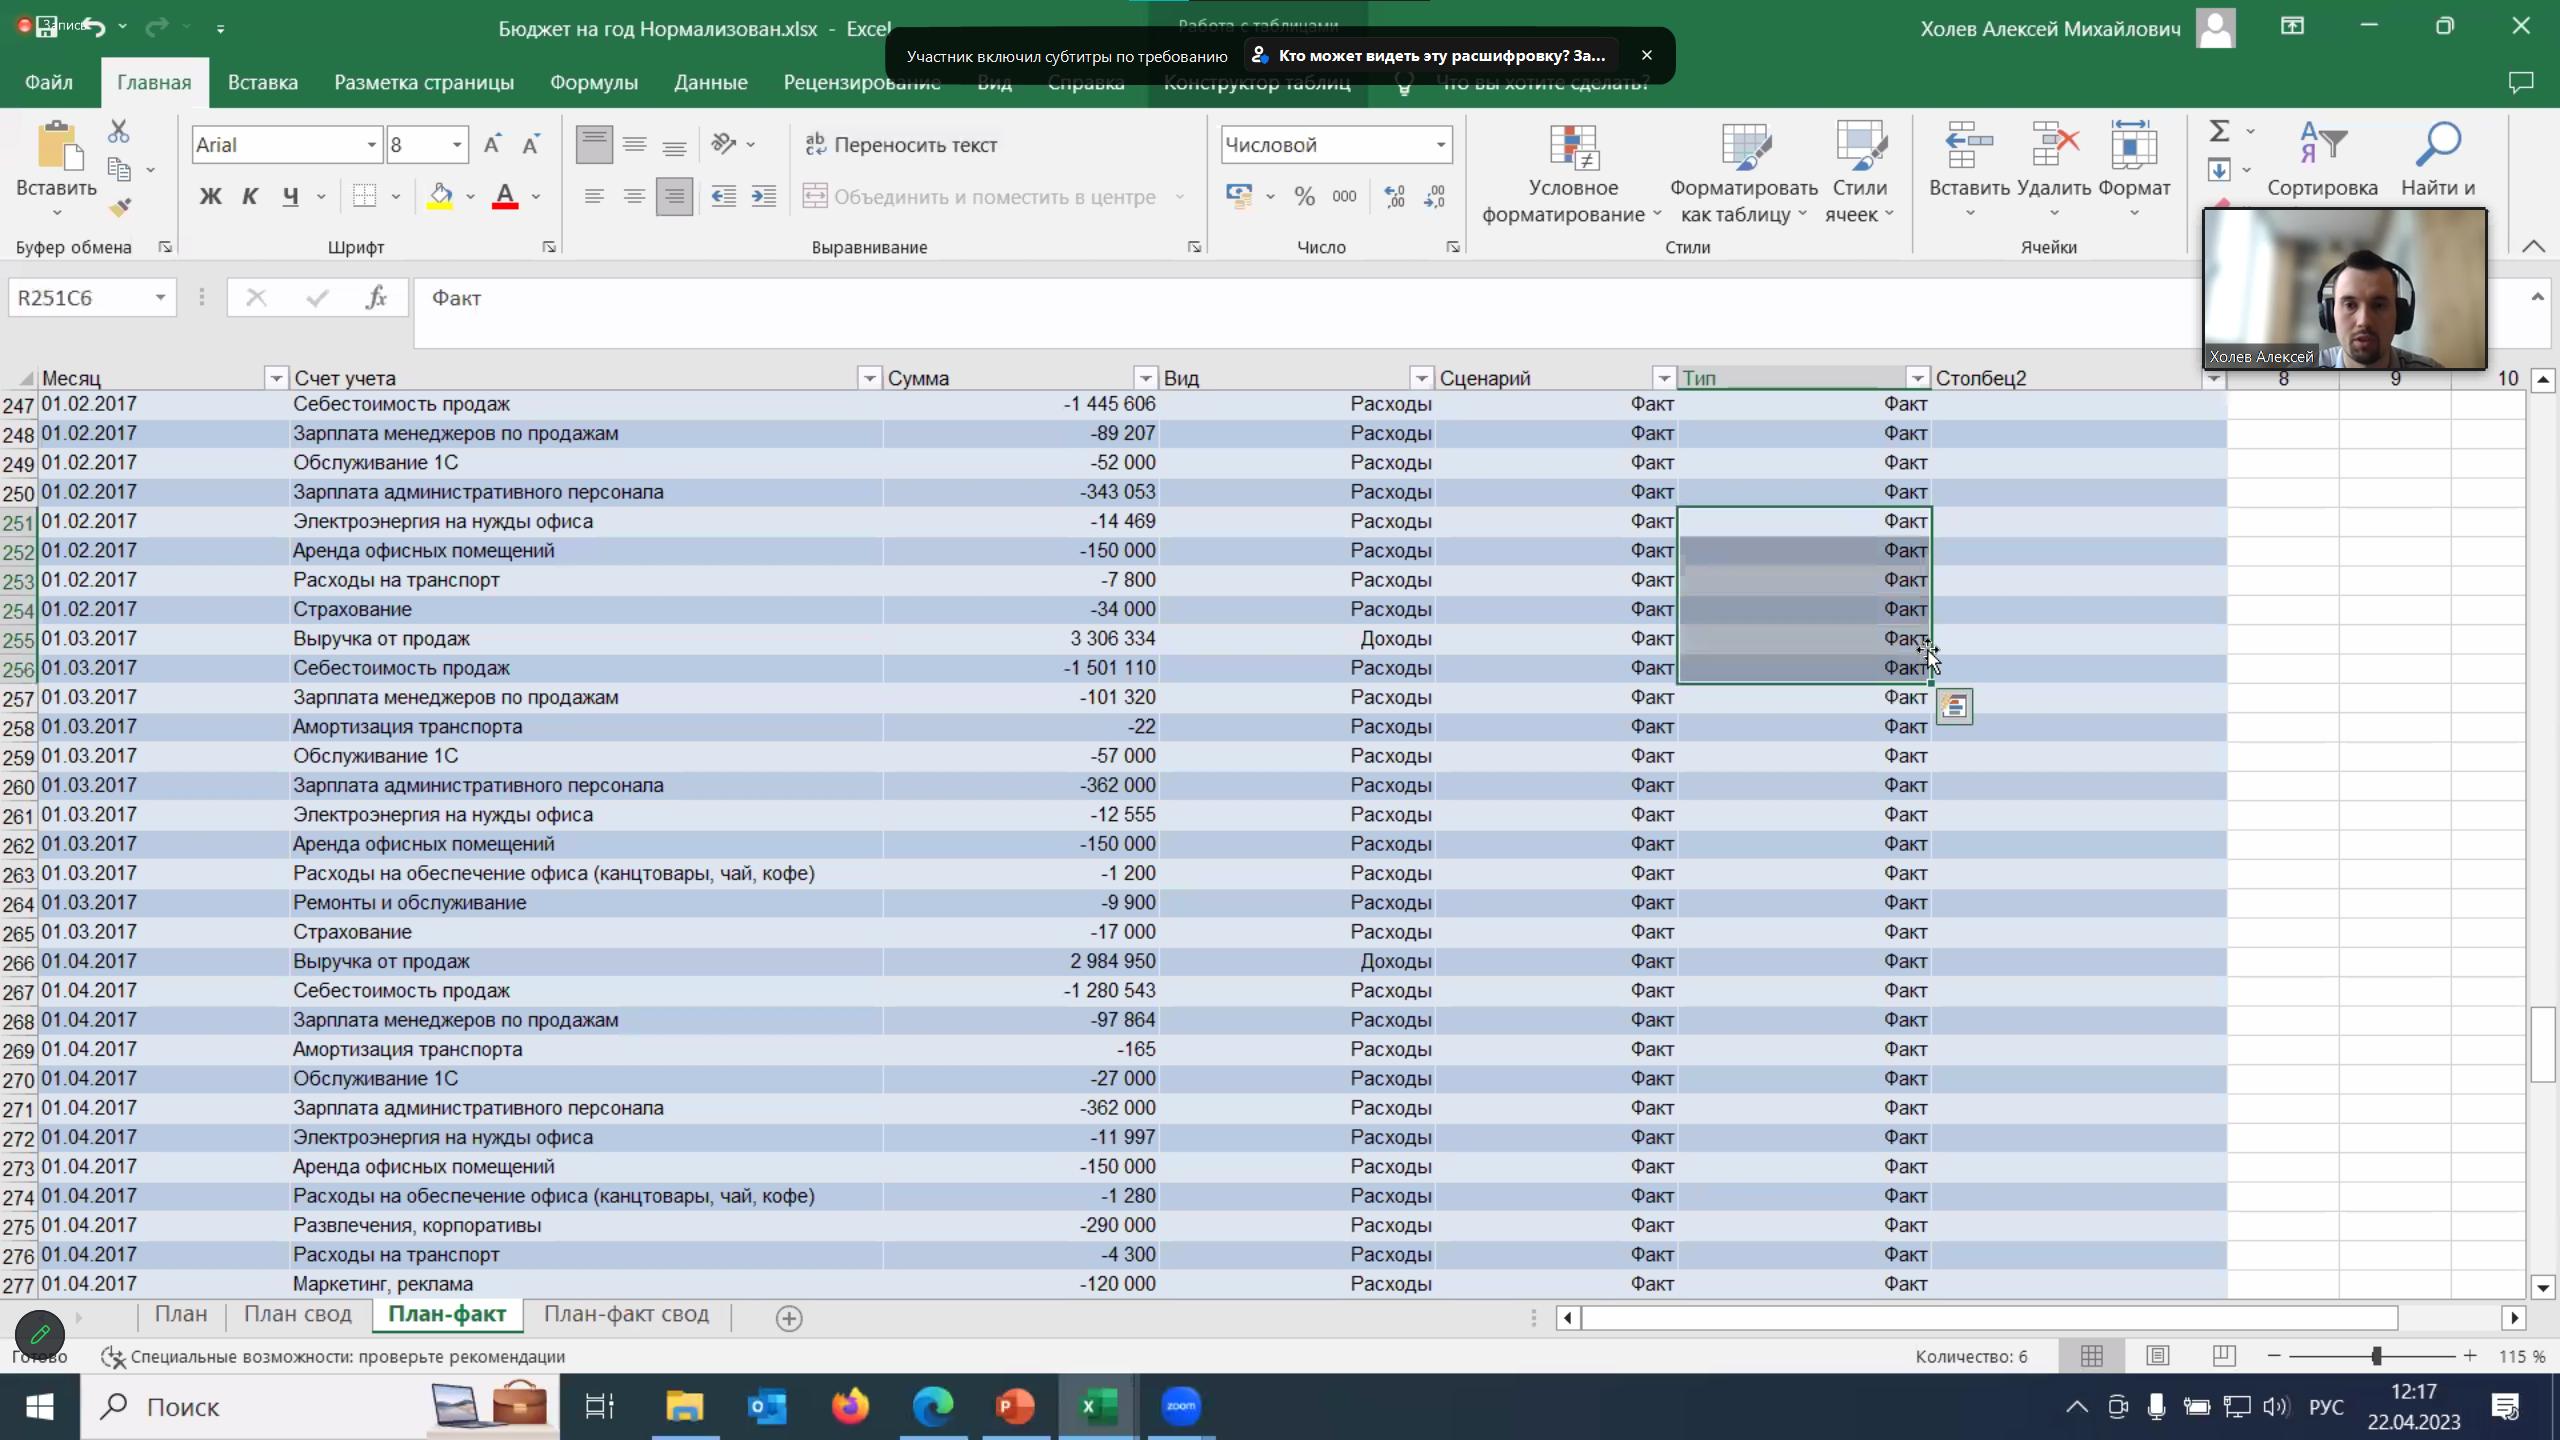 Запись
Бюджет на год Нормализован.xlsx - Excel
Работа с таблицами
Холев Алексей Михайлович
Участник включил субтитры по требованию
Кто может видеть эту расшифровку? За...
Файл Главная Вставка Разметка страницы Формулы Данные Рецензирование Вид Справка Конструктор таблиц Что вы хотите сделать?
Arial 8 Переносить текст Числовой
Вставить Ж К Ч А Объединить и поместить в центре % 000
Условное форматирование
Форматировать как таблицу
Стили ячеек
Вставить Удалить Формат
Сортировка
Найти и
Буфер обмена Шрифт Выравнивание Число Стили Ячейки
R251C6 fx Факт
Холев Алексей
Месяц Счет учета Сумма Вид Сценарий Тип Столбец2 8 9 10
247 01.02.2017 Себестоимость продаж -1 445 606 Расходы Факт Факт
248 01.02.2017 Зарплата менеджеров по продажам -89 207 Расходы Факт Факт
249 01.02.2017 Обслуживание 1С -52 000 Расходы Факт Факт
250 01.02.2017 Зарплата административного персонала -343 053 Расходы Факт Факт
251 01.02.2017 Электроэнергия на нужды офиса -14 469 Расходы Факт Факт
252 01.02.2017 Аренда офисных помещений -150 000 Расходы Факт Факт
253 01.02.2017 Расходы на транспорт -7 800 Расходы Факт Факт
254 01.02.2017 Страхование -34 000 Расходы Факт Факт
255 01.03.2017 Выручка от продаж 3 306 334 Доходы Факт Факт
256 01.03.2017 Себестоимость продаж -1 501 110 Расходы Факт Факт
257 01.03.2017 Зарплата менеджеров по продажам -101 320 Расходы Факт Факт
258 01.03.2017 Амортизация транспорта -22 Расходы Факт Факт
259 01.03.2017 Обслуживание 1С -57 000 Расходы Факт Факт
260 01.03.2017 Зарплата административного персонала -362 000 Расходы Факт Факт
261 01.03.2017 Электроэнергия на нужды офиса -12 555 Расходы Факт Факт
262 01.03.2017 Аренда офисных помещений -150 000 Расходы Факт Факт
263 01.03.2017 Расходы на обеспечение офиса (канцтовары, чай, кофе) -1 200 Расходы Факт Факт
264 01.03.2017 Ремонты и обслуживание -9 900 Расходы Факт Факт
265 01.03.2017 Страхование -17 000 Расходы Факт Факт
266 01.04.2017 Выручка от продаж 2 984 950 Доходы Факт Факт
267 01.04.2017 Себестоимость продаж -1 280 543 Расходы Факт Факт
268 01.04.2017 Зарплата менеджеров по продажам -97 864 Расходы Факт Факт
269 01.04.2017 Амортизация транспорта -165 Расходы Факт Факт
270 01.04.2017 Обслуживание 1С -27 000 Расходы Факт Факт
271 01.04.2017 Зарплата административного персонала -362 000 Расходы Факт Факт
272 01.04.2017 Электроэнергия на нужды офиса -11 997 Расходы Факт Факт
273 01.04.2017 Аренда офисных помещений -150 000 Расходы Факт Факт
274 01.04.2017 Расходы на обеспечение офиса (канцтовары, чай, кофе) -1 280 Расходы Факт Факт
275 01.04.2017 Развлечения, корпоративы -290 000 Расходы Факт Факт
276 01.04.2017 Расходы на транспорт -4 300 Расходы Факт Факт
277 01.04.2017 Маркетинг, реклама -120 000 Расходы Факт Факт
План План свод План-факт План-факт свод
Готово Специальные возможности: проверьте рекомендации Количество: 6 115 %
Поиск zoom РУС 12:17
22.04.2023